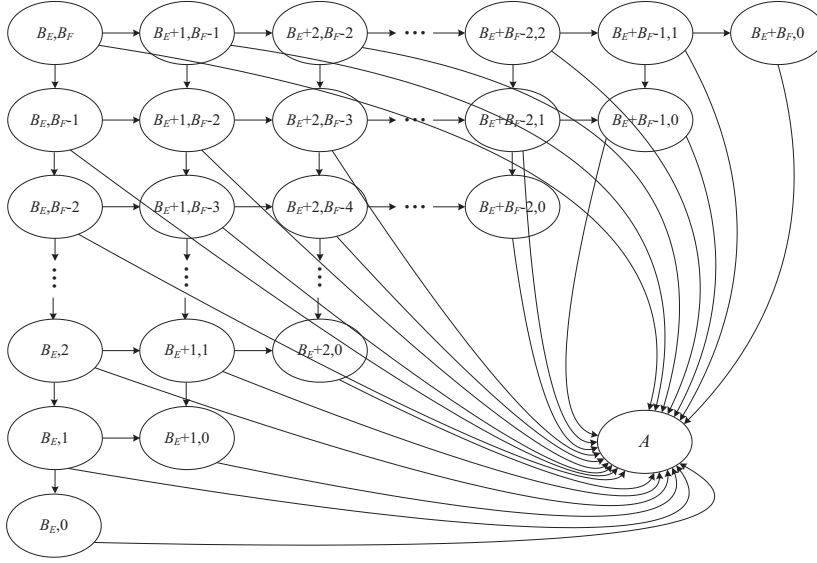 B_E,B_F B_E+1,B_F-1 B_E+2,B_F-2 ••• B_E+B_F-2,2 B_E+B_F-1,1 B_E+B_F,0
B_E,B_F-1 B_E+1,B_F-2 B_E+2,B_F-3 ••• B_E+B_F-2,1 B_E+B_F-1,0
B_E,B_F-2 B_E+1,B_F-3 B_E+2,B_F-4 ••• B_E+B_F-2,0
B_E,2 B_E+1,1 B_E+2,0
B_E,1 B_E+1,0 A
B_E,0